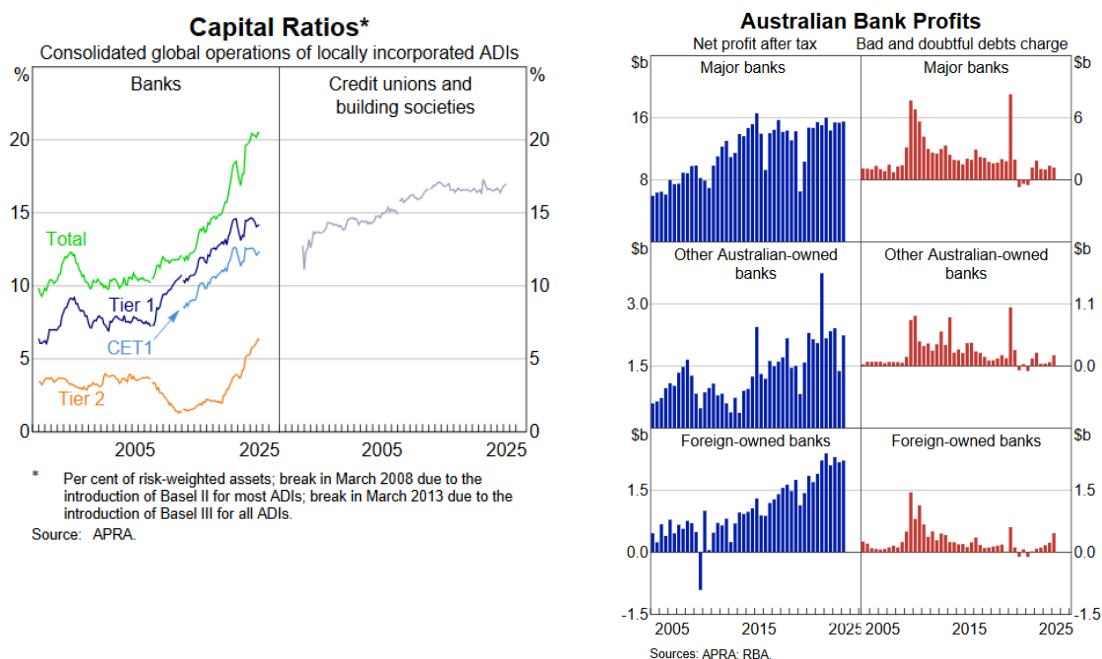 Capital Ratios*
Consolidated global operations of locally incorporated ADIs
% Banks Credit unions and building societies %
20 20
15 15
Total
10 10
Tier 1
CET1
5 5
Tier 2
0 0
2005 2025 2005 2025
* Per cent of risk-weighted assets; break in March 2008 due to the
introduction of Basel II for most ADIs; break in March 2013 due to the
introduction of Basel III for all ADIs.
Source: APRA.
Australian Bank Profits
Net profit after tax Bad and doubtful debts charge
$b Major banks Major banks $b
16 6
8 0
$b Other Australian-owned banks Other Australian-owned banks $b
3.0 1.1
1.5 0.0
$b Foreign-owned banks Foreign-owned banks $b
1.5 1.5
0.0 0.0
-1.5 -1.5
2005 2015 2025 2005 2015 2025
Sources: APRA; RBA.